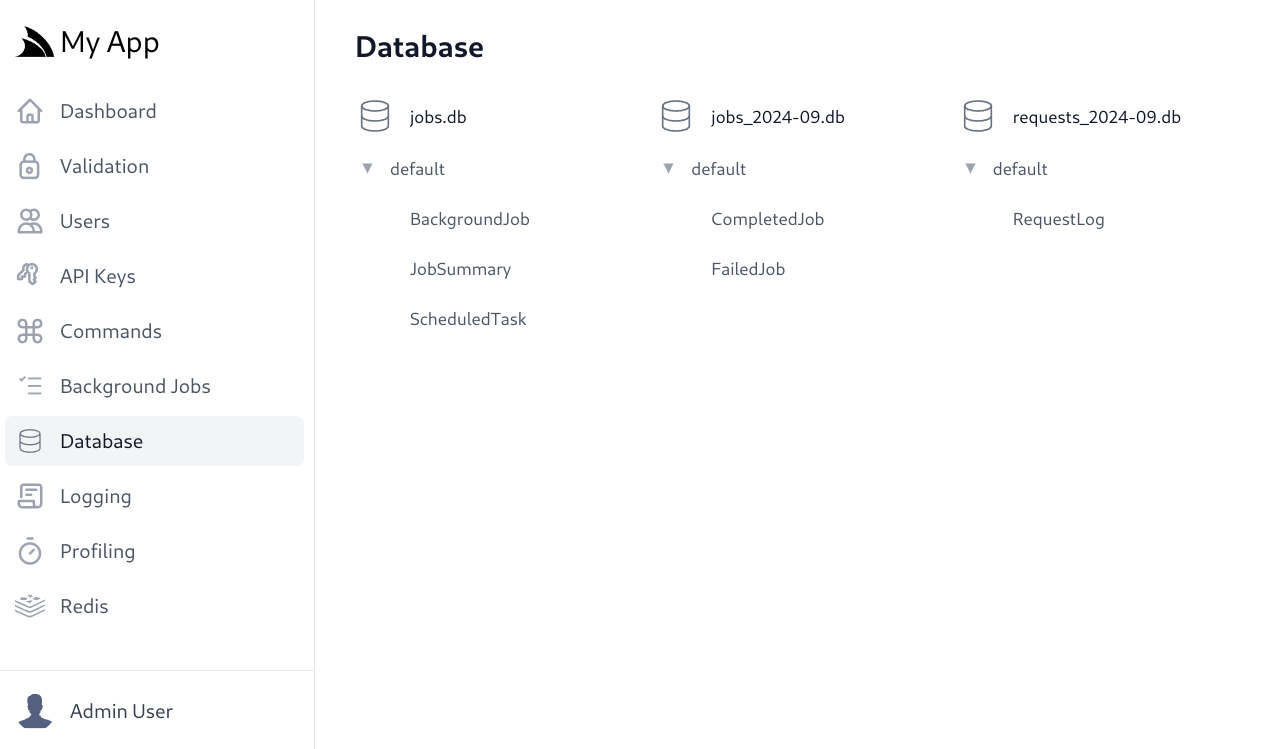 My App
Dashboard
Validation
Users
API Keys
Commands
Background Jobs
Database
Logging
Profiling
Redis
Admin User
Database
jobs.db
default
BackgroundJob
JobSummary
ScheduledTask
jobs_2024-09.db
default
CompletedJob
FailedJob
requests_2024-09.db
default
RequestLog